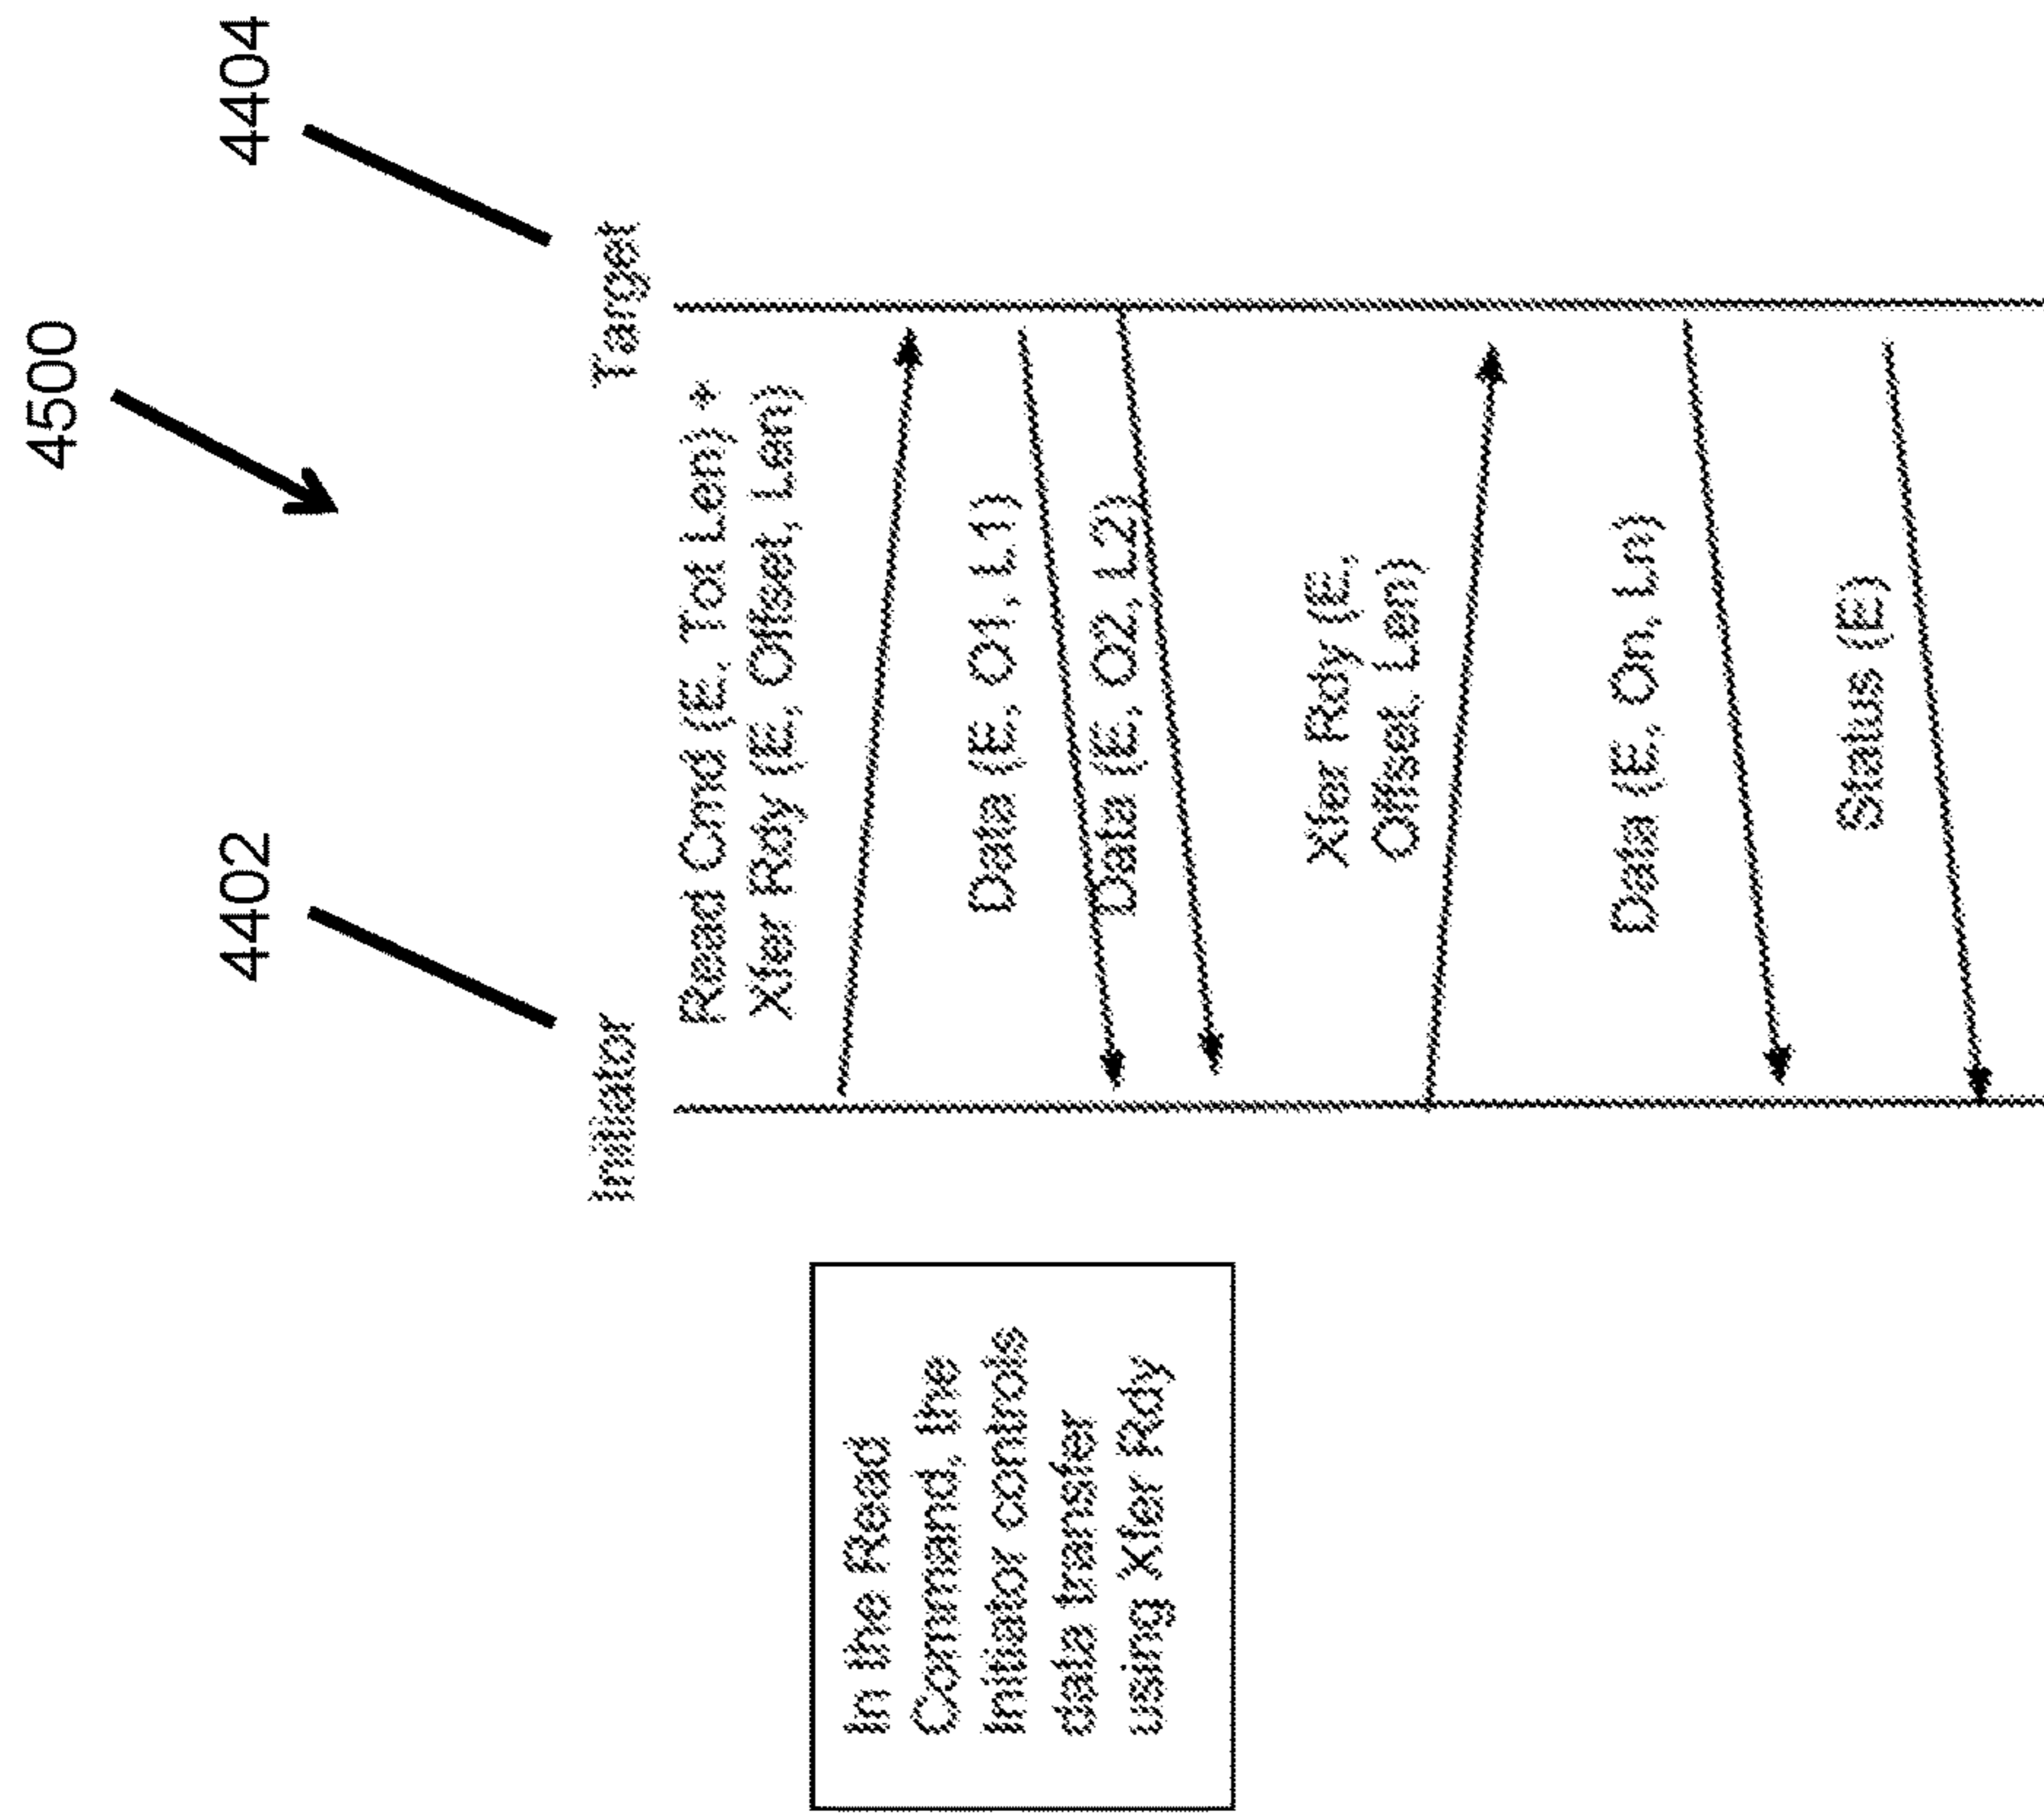 4500
4402
4404
Initiator
Target
Read Cmd (E, Tot Len) +
Xfer Rdy (E, Offset, Len)
Data (E, O1, L1)
Data (E, O2, L2)
Xfer Rdy (E,
Offset, Len)
Data (E, On, Lm)
Status (E)
In the Read
Command, the
Initiator controls
data transfer
using Xfer Rdy